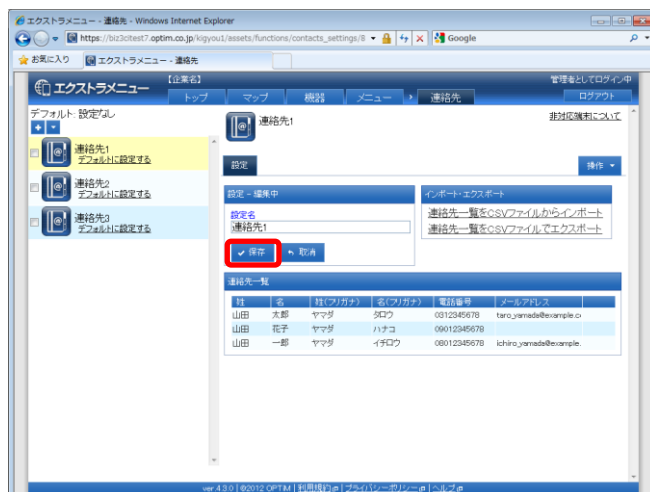 エクストラメニュー - 連絡先 - Windows Internet Explorer
https://biz3citest7.optim.co.jp/kigyou1/assets/functions/contacts_settings/8
Google
お気に入り エクストラメニュー - 連絡先
エクストラメニュー
【企業名】
管理者としてログイン中
トップ マップ 機器 メニュー 連絡先 ログアウト
デフォルト: 設定なし
連絡先1
デフォルトに設定する
連絡先2
デフォルトに設定する
連絡先3
デフォルトに設定する
連絡先1
非対応端末について
設定
操作
設定 - 編集中
設定名
連絡先1
保存 取消
インポート・エクスポート
連絡先一覧をCSVファイルからインポート
連絡先一覧をCSVファイルでエクスポート
連絡先一覧
姓 名 姓(フリガナ) 名(フリガナ) 電話番号 メールアドレス
山田 太郎 ヤマダ タロウ 0312345678 taro_yamada@example.co
山田 花子 ヤマダ ハナコ 09012345678
山田 一郎 ヤマダ イチロウ 08012345678 ichiro_yamada@example.
ver.4.3.0 | ©2012 OPTiM | 利用規約 | プライバシーポリシー | ヘルプ